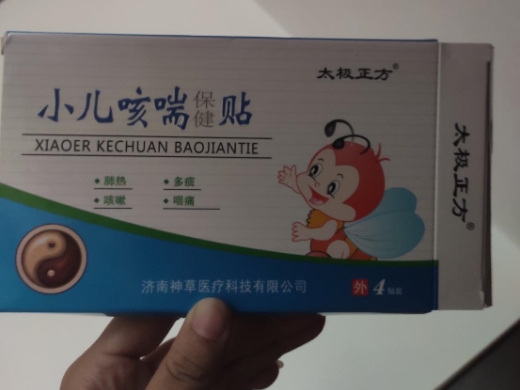 太极正方®
小儿咳喘保健贴
XIAOER KECHUAN BAOJIANTIE
·肺热 ·多痰
·咳嗽 ·咽痛
济南神草医疗科技有限公司
外 4贴装
太极正方®